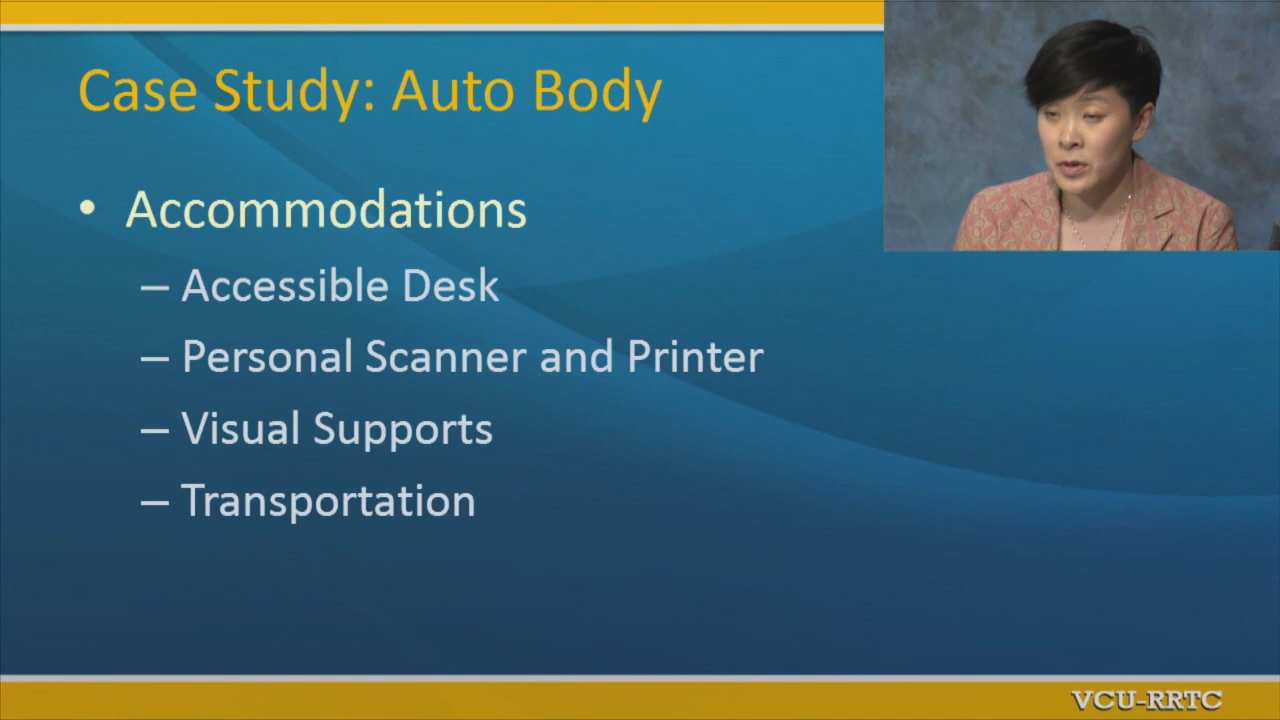 Case Study: Auto Body
• Accommodations
– Accessible Desk
– Personal Scanner and Printer
– Visual Supports
– Transportation
VCU-RRTC